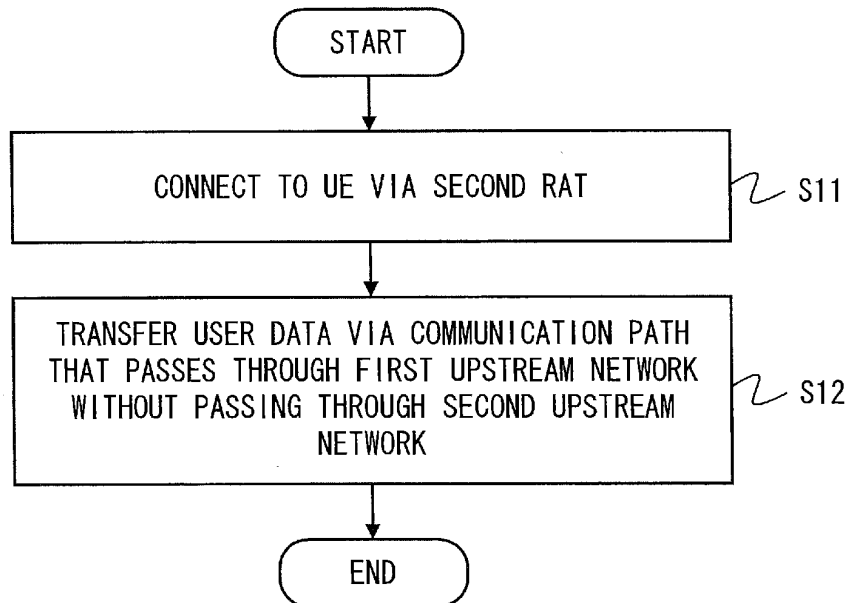 START
CONNECT TO UE VIA SECOND RAT
S11
TRANSFER USER DATA VIA COMMUNICATION PATH
THAT PASSES THROUGH FIRST UPSTREAM NETWORK
WITHOUT PASSING THROUGH SECOND UPSTREAM
NETWORK
S12
END